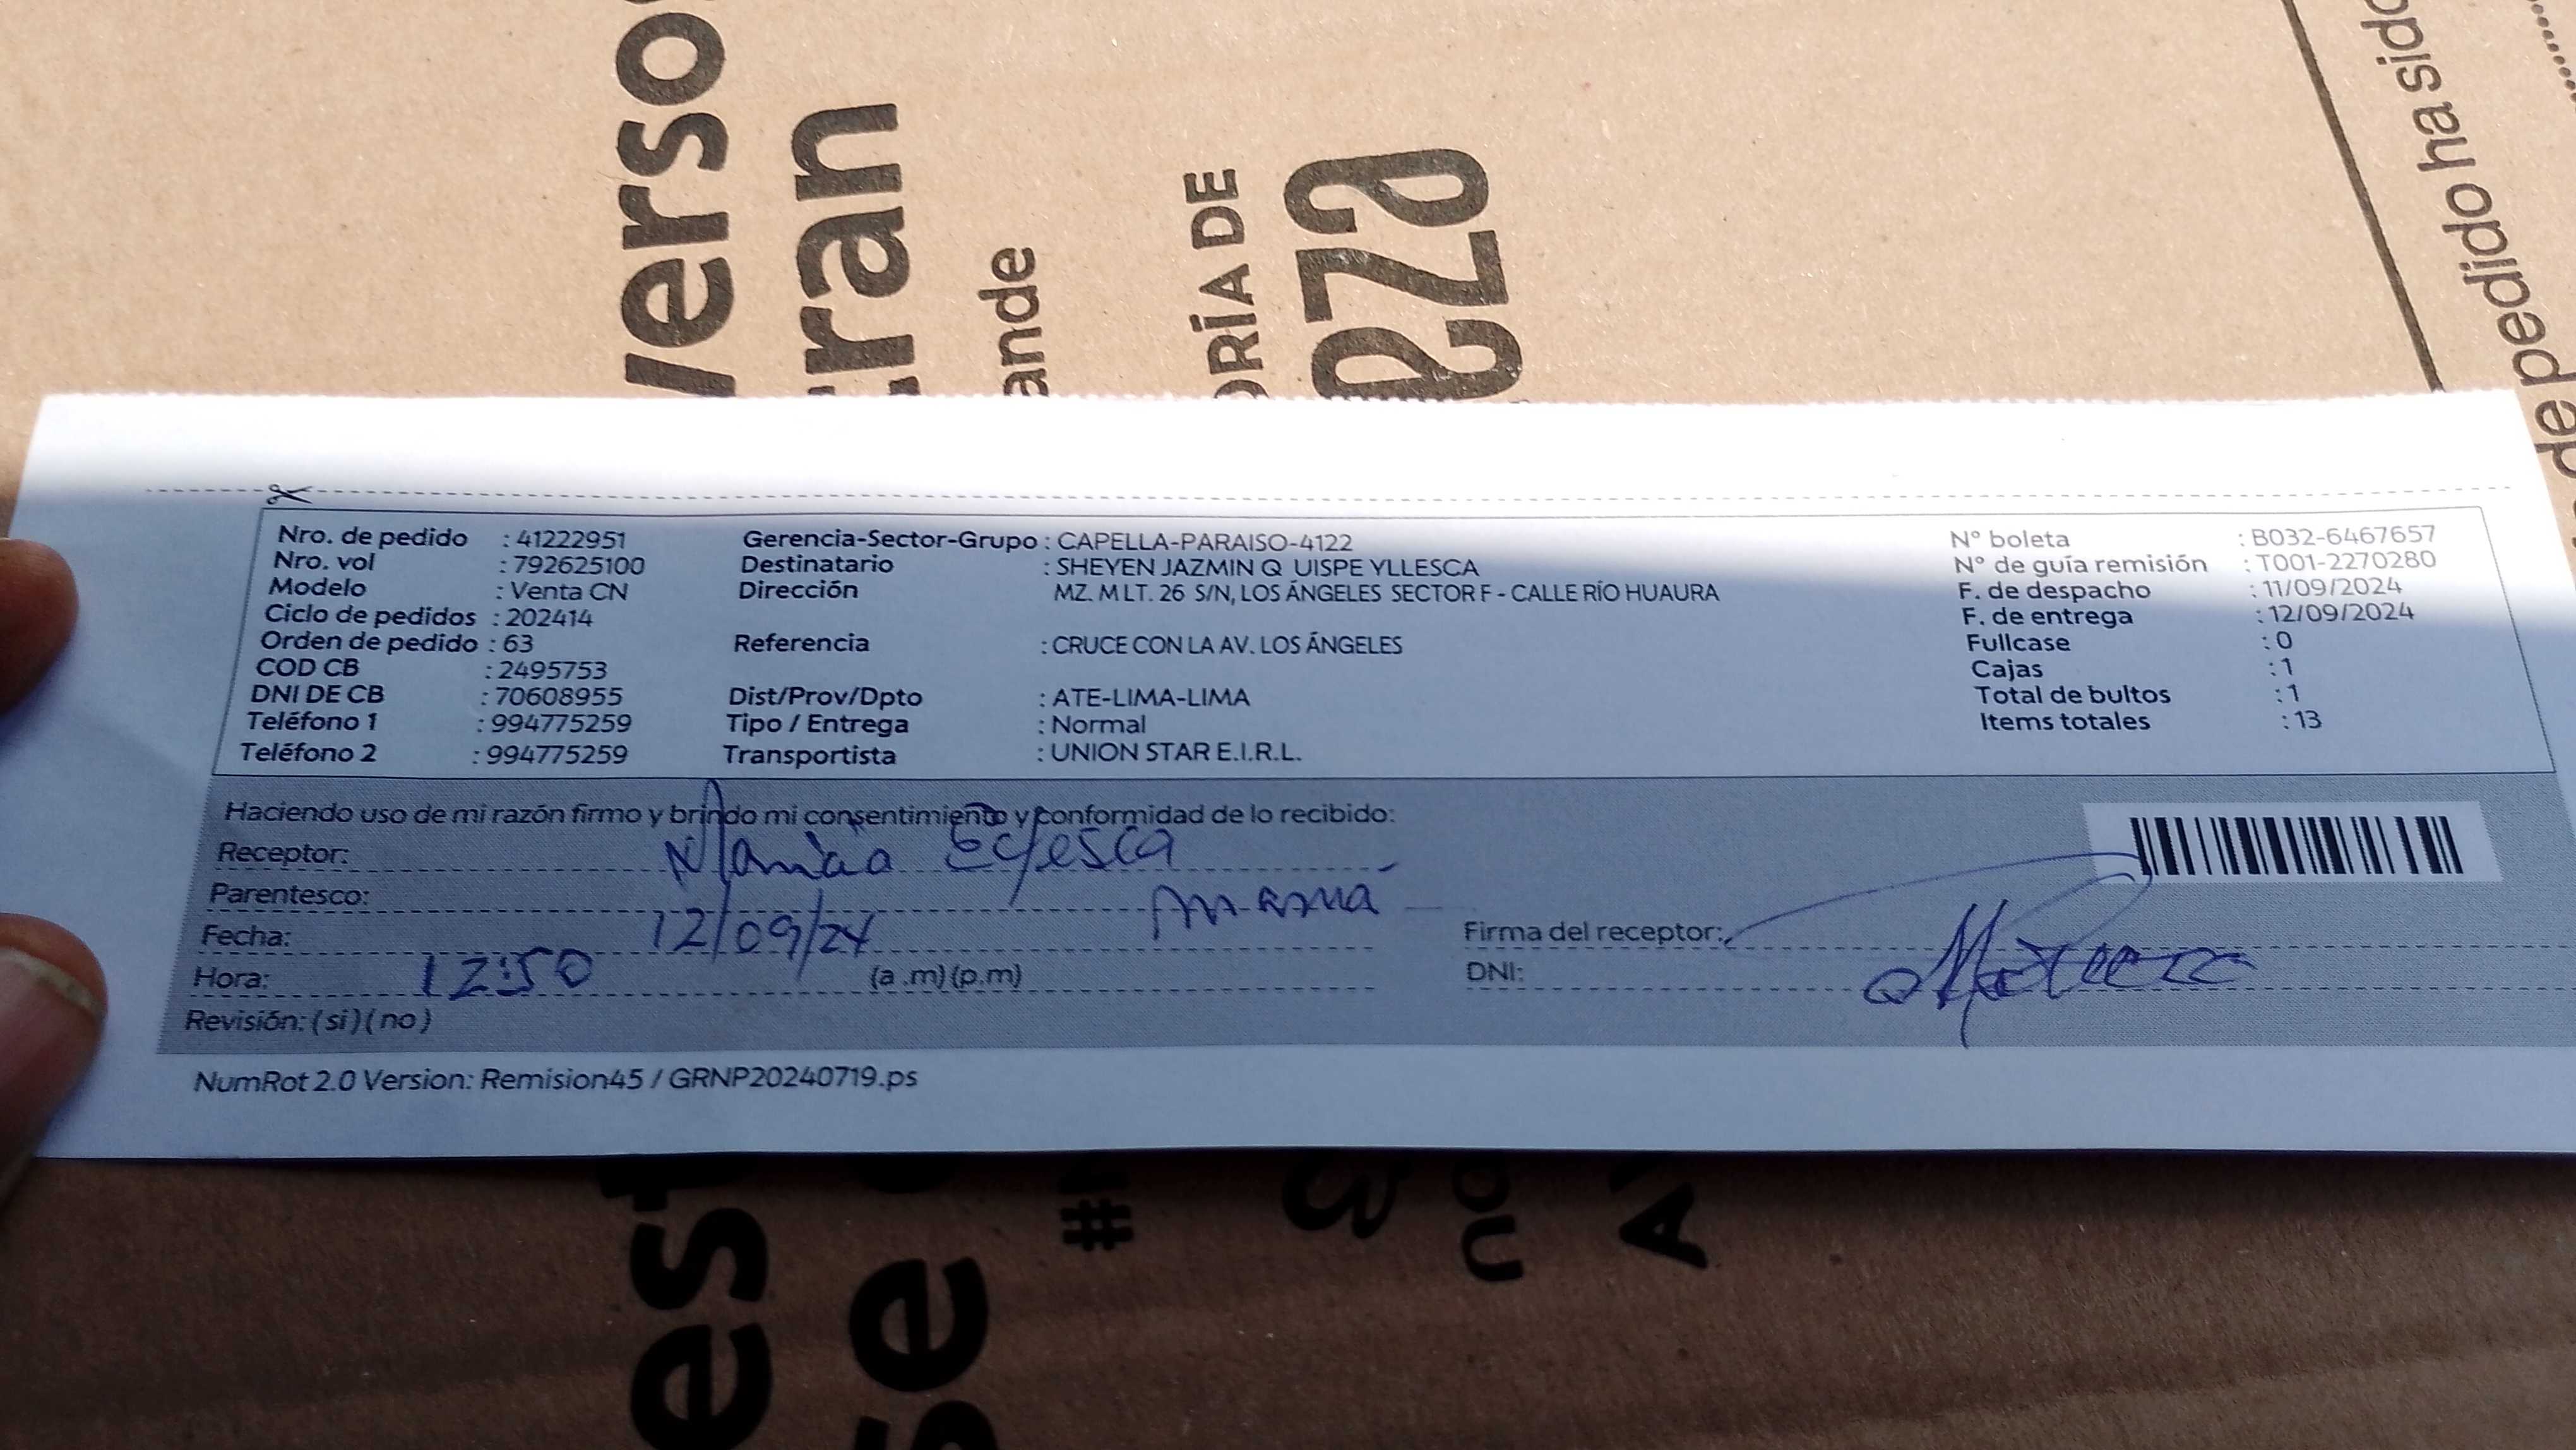 Nro. de pedido : 41222951
Nro. vol : 792625100
Modelo : Venta CN
Ciclo de pedidos : 202414
Orden de pedido : 63
COD CB : 2495753
DNI DE CB : 70608955
Teléfono 1 : 994775259
Teléfono 2 : 994775259
Gerencia-Sector-Grupo : CAPELLA-PARAISO-4122
Destinatario : SHEYEN JAZMIN Q UISPE YLLESCA
Dirección MZ. M LT. 26 S/N, LOS ÁNGELES SECTOR F - CALLE RÍO HUAURA
Referencia : CRUCE CON LA AV. LOS ÁNGELES
Dist/Prov/Dpto : ATE-LIMA-LIMA
Tipo / Entrega : Normal
Transportista : UNION STAR E.I.R.L.
N° boleta : B032-6467657
N° de guía remisión : T001-2270280
F. de despacho : 11/09/2024
F. de entrega : 12/09/2024
Fullcase : 0
Cajas : 1
Total de bultos : 1
Items totales : 13
Haciendo uso de mi razón firmo y brindo mi consentimiento y conformidad de lo recibido:
Receptor:
Parentesco: mamá
Fecha: 12/09/24
Hora: 12:50 (a .m) (p.m)
Revisión: ( si ) ( no )
Firma del receptor:
DNI:
NumRot 2.0 Version: Remision45 / GRNP20240719.ps
ande
ORÍA DE
pedido ha sido
de